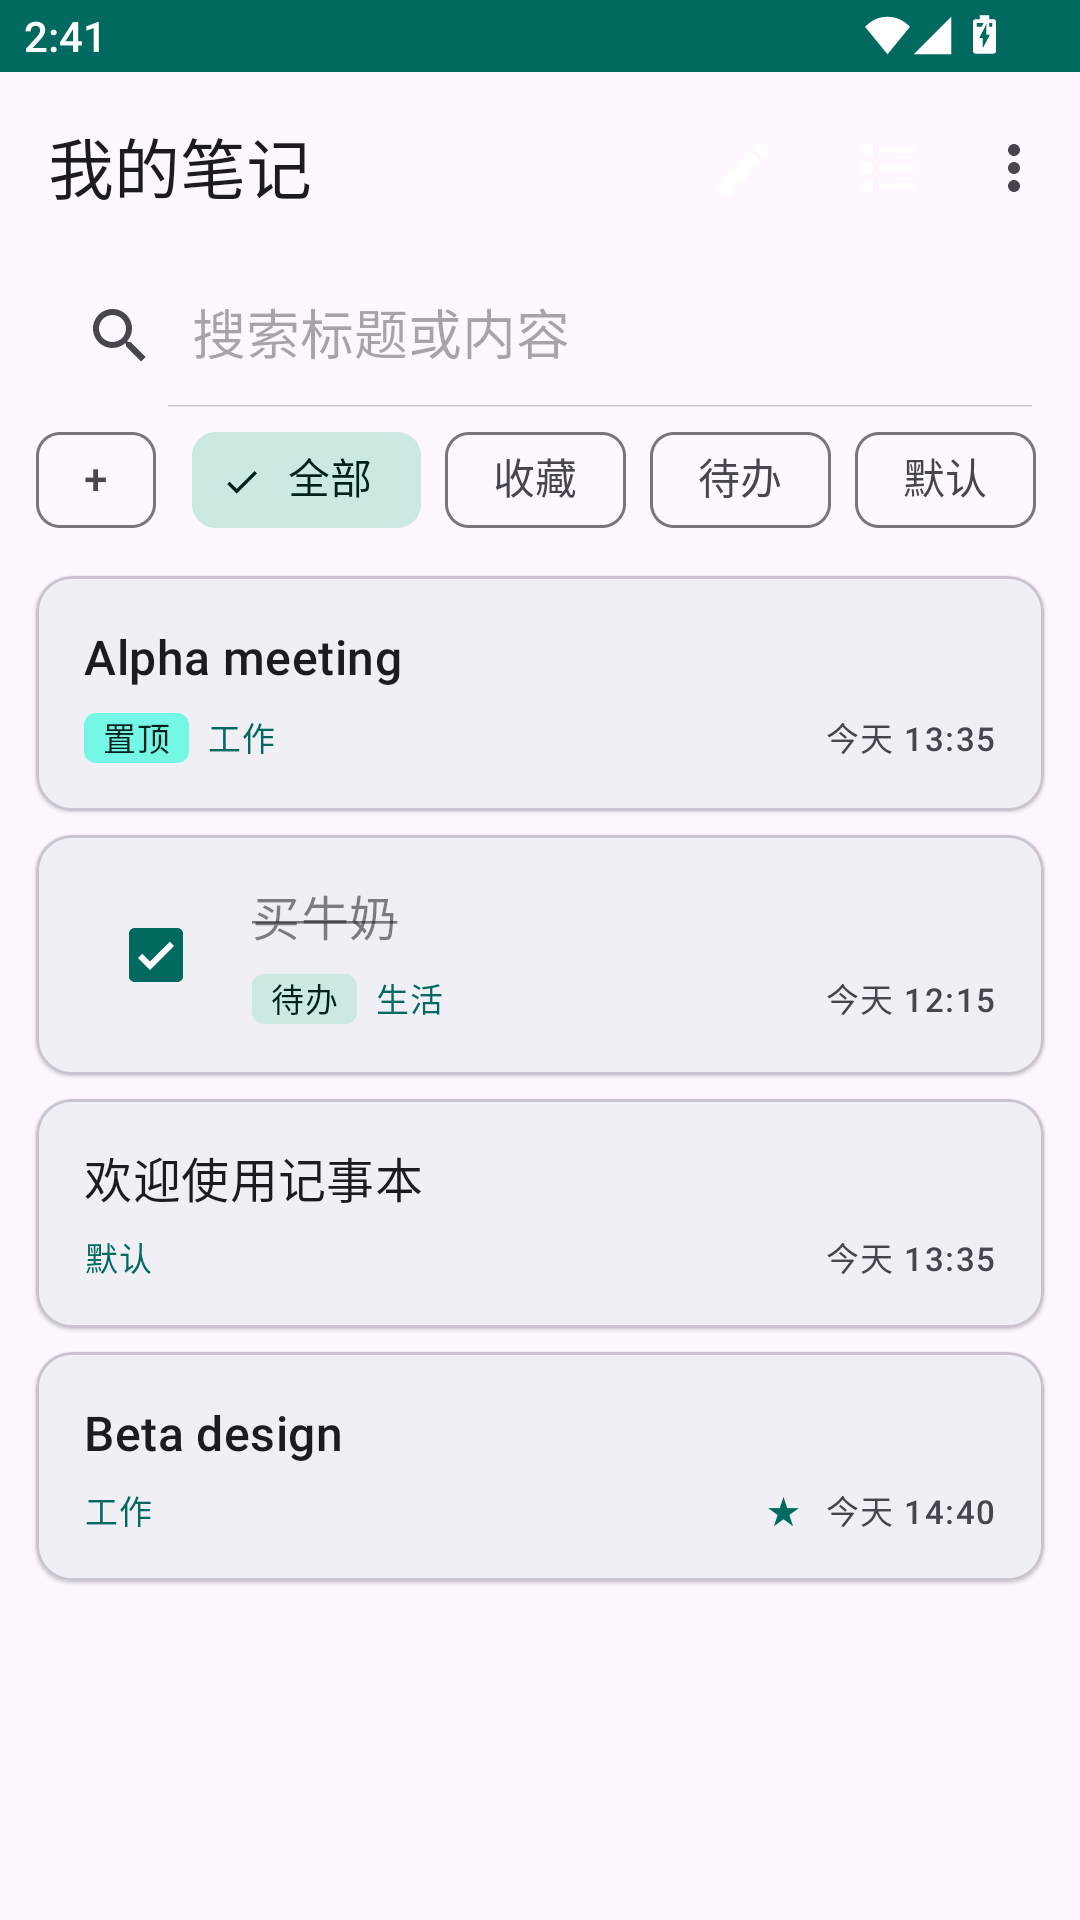 2:41
我的笔记
搜索标题或内容
+ 全部 收藏 待办 默认
Alpha meeting
置顶 工作 今天 13:35
买牛奶
待办 生活 今天 12:15
欢迎使用记事本
默认 今天 13:35
Beta design
工作 ★ 今天 14:40